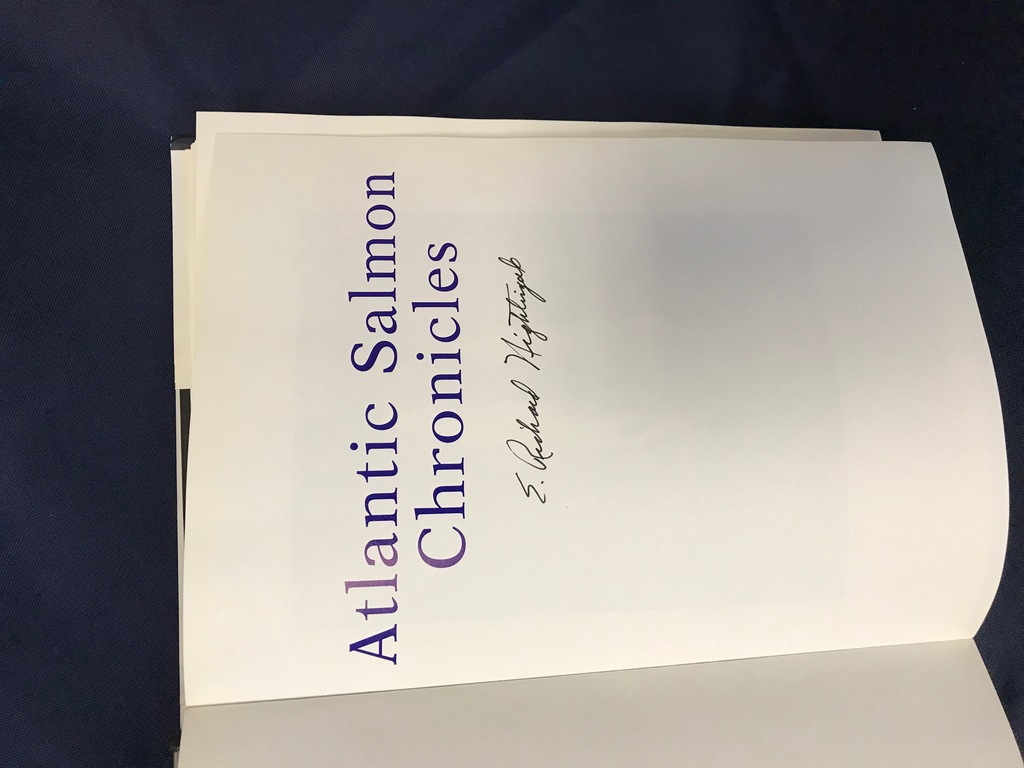 Atlantic Salmon
Chronicles
E. Richard Nightingale